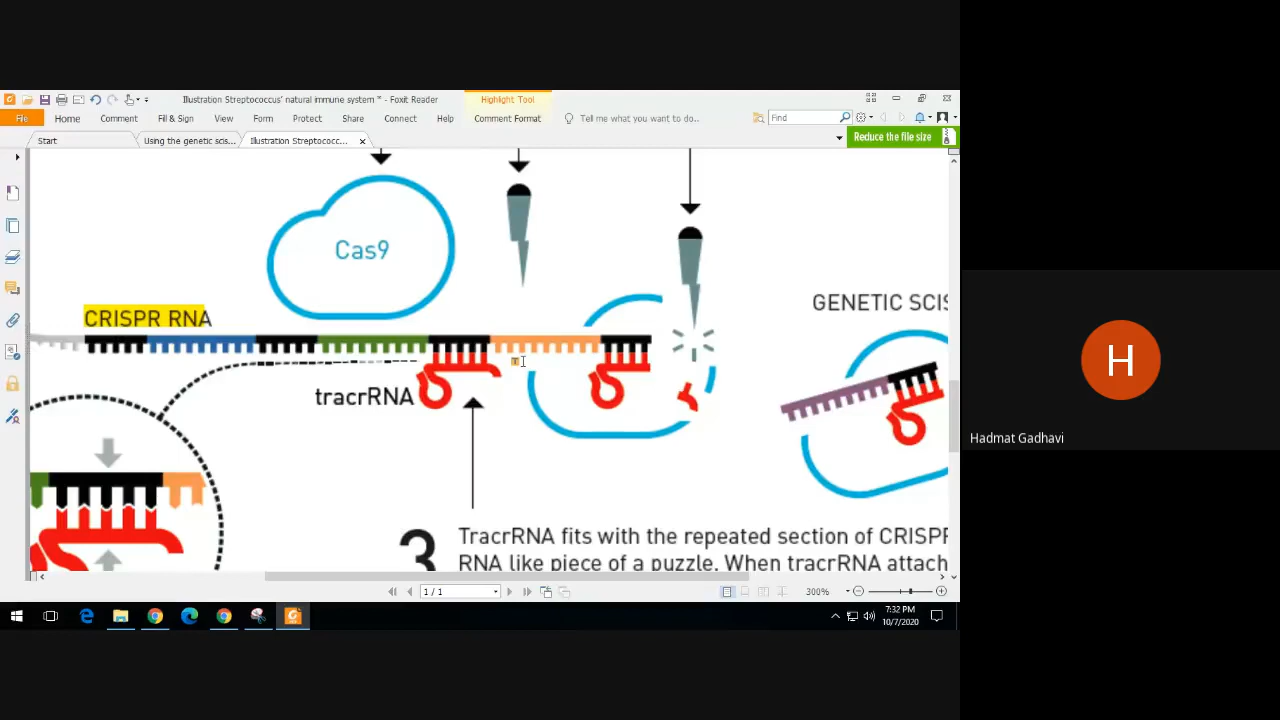 Illustration Streptococcus' natural immune system * - Foxit Reader
Highlight Tool
File
Home
Comment
Fill & Sign
View
Form
Protect
Share
Connect
Help
Comment Format
Tell me what you want to do..
Find
Start
Using the genetic scis...
Illustration Streptococc...
Reduce the file size
Cas9
CRISPR RNA
GENETIC SCIS
tracrRNA
3
TracrRNA fits with the repeated section of CRISPR
RNA like piece of a puzzle. When tracrRNA attach
1 / 1
300%
7:32 PM
10/7/2020
H
Hadmat Gadhavi